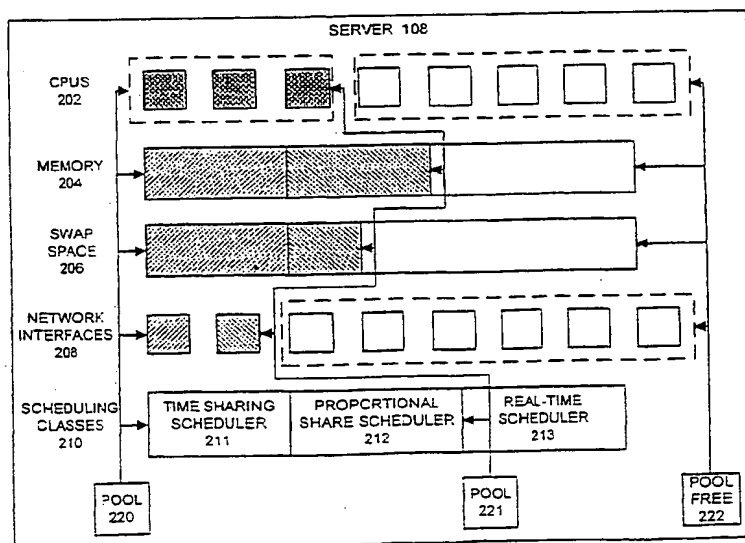 SERVER 108
CPUS
202
MEMORY
204
SWAP
SPACE
206
NETWORK
INTERFACES
208
SCHEDULING
CLASSES
210
TIME SHARING
SCHEDULER
211
PROPORTIONAL
SHARE SCHEDULER
212
REAL-TIME
SCHEDULER
213
POOL
220
POOL
221
POOL
FREE
222